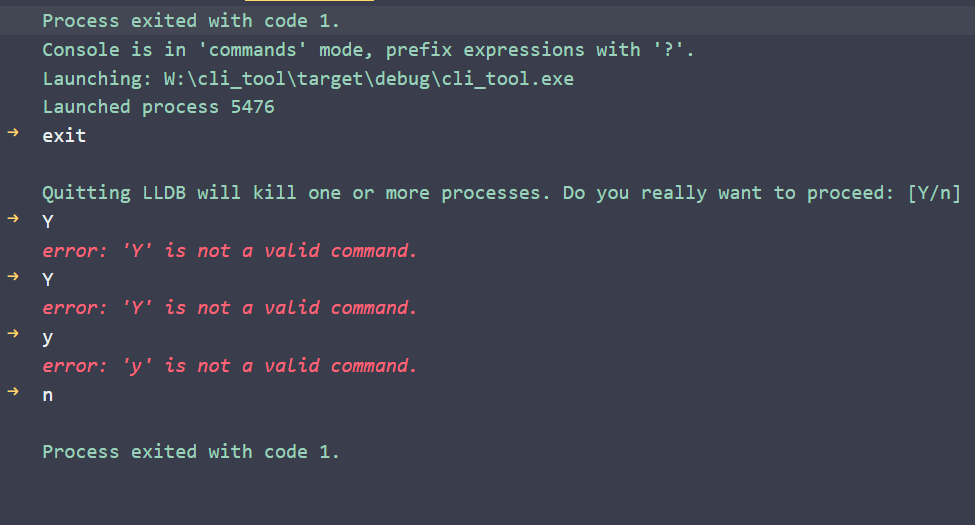 Process exited with code 1.
Console is in 'commands' mode, prefix expressions with '?'.
Launching: W:\cli_tool\target\debug\cli_tool.exe
Launched process 5476
→ exit
Quitting LLDB will kill one or more processes. Do you really want to proceed: [Y/n]
→ Y
error: 'Y' is not a valid command.
→ Y
error: 'Y' is not a valid command.
→ y
error: 'y' is not a valid command.
→ n
Process exited with code 1.